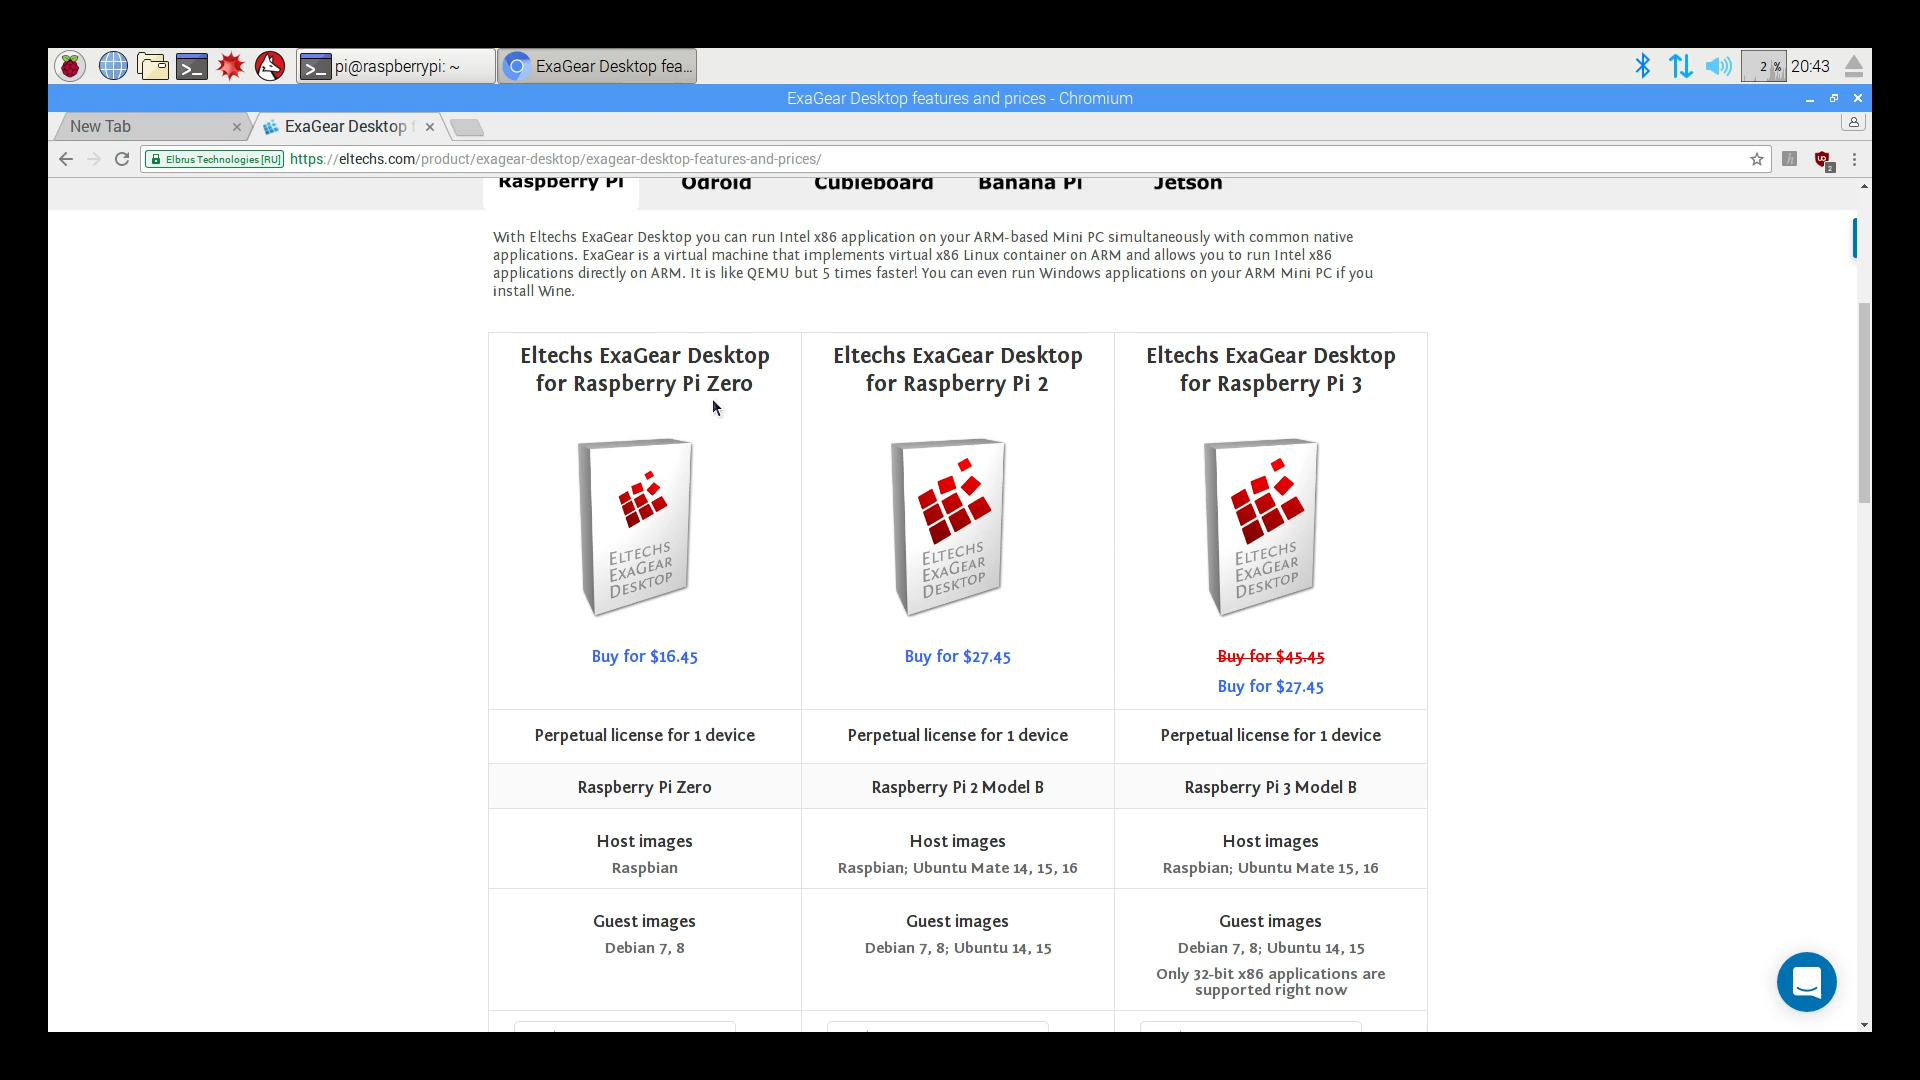 pi@raspberrypi: ~
ExaGear Desktop fea...
2 %
20:43
ExaGear Desktop features and prices - Chromium
New Tab
ExaGear Desktop f
Elbrus Technologies [RU]
https://eltechs.com/product/exagear-desktop/exagear-desktop-features-and-prices/
2
Raspberry Pi
Odroid
Cubieboard
Banana Pi
Jetson
With Eltechs ExaGear Desktop you can run Intel x86 application on your ARM-based Mini PC simultaneously with common native
applications. ExaGear is a virtual machine that implements virtual x86 Linux container on ARM and allows you to run Intel x86
applications directly on ARM. It is like QEMU but 5 times faster! You can even run Windows applications on your ARM Mini PC if you
install Wine.
Eltechs ExaGear Desktop
for Raspberry Pi Zero
Eltechs ExaGear Desktop
for Raspberry Pi 2
Eltechs ExaGear Desktop
for Raspberry Pi 3
ELTECHS
EXAGEAR
DESKTOP
ELTECHS
EXAGEAR
DESKTOP
ELTECHS
EXAGEAR
DESKTOP
Buy for $16.45
Buy for $27.45
Buy for $45.45
Buy for $27.45
Perpetual license for 1 device
Perpetual license for 1 device
Perpetual license for 1 device
Raspberry Pi Zero
Raspberry Pi 2 Model B
Raspberry Pi 3 Model B
Host images
Raspbian
Host images
Raspbian; Ubuntu Mate 14, 15, 16
Host images
Raspbian; Ubuntu Mate 15, 16
Guest images
Debian 7, 8
Guest images
Debian 7, 8; Ubuntu 14, 15
Guest images
Debian 7, 8; Ubuntu 14, 15
Only 32-bit x86 applications are
supported right now